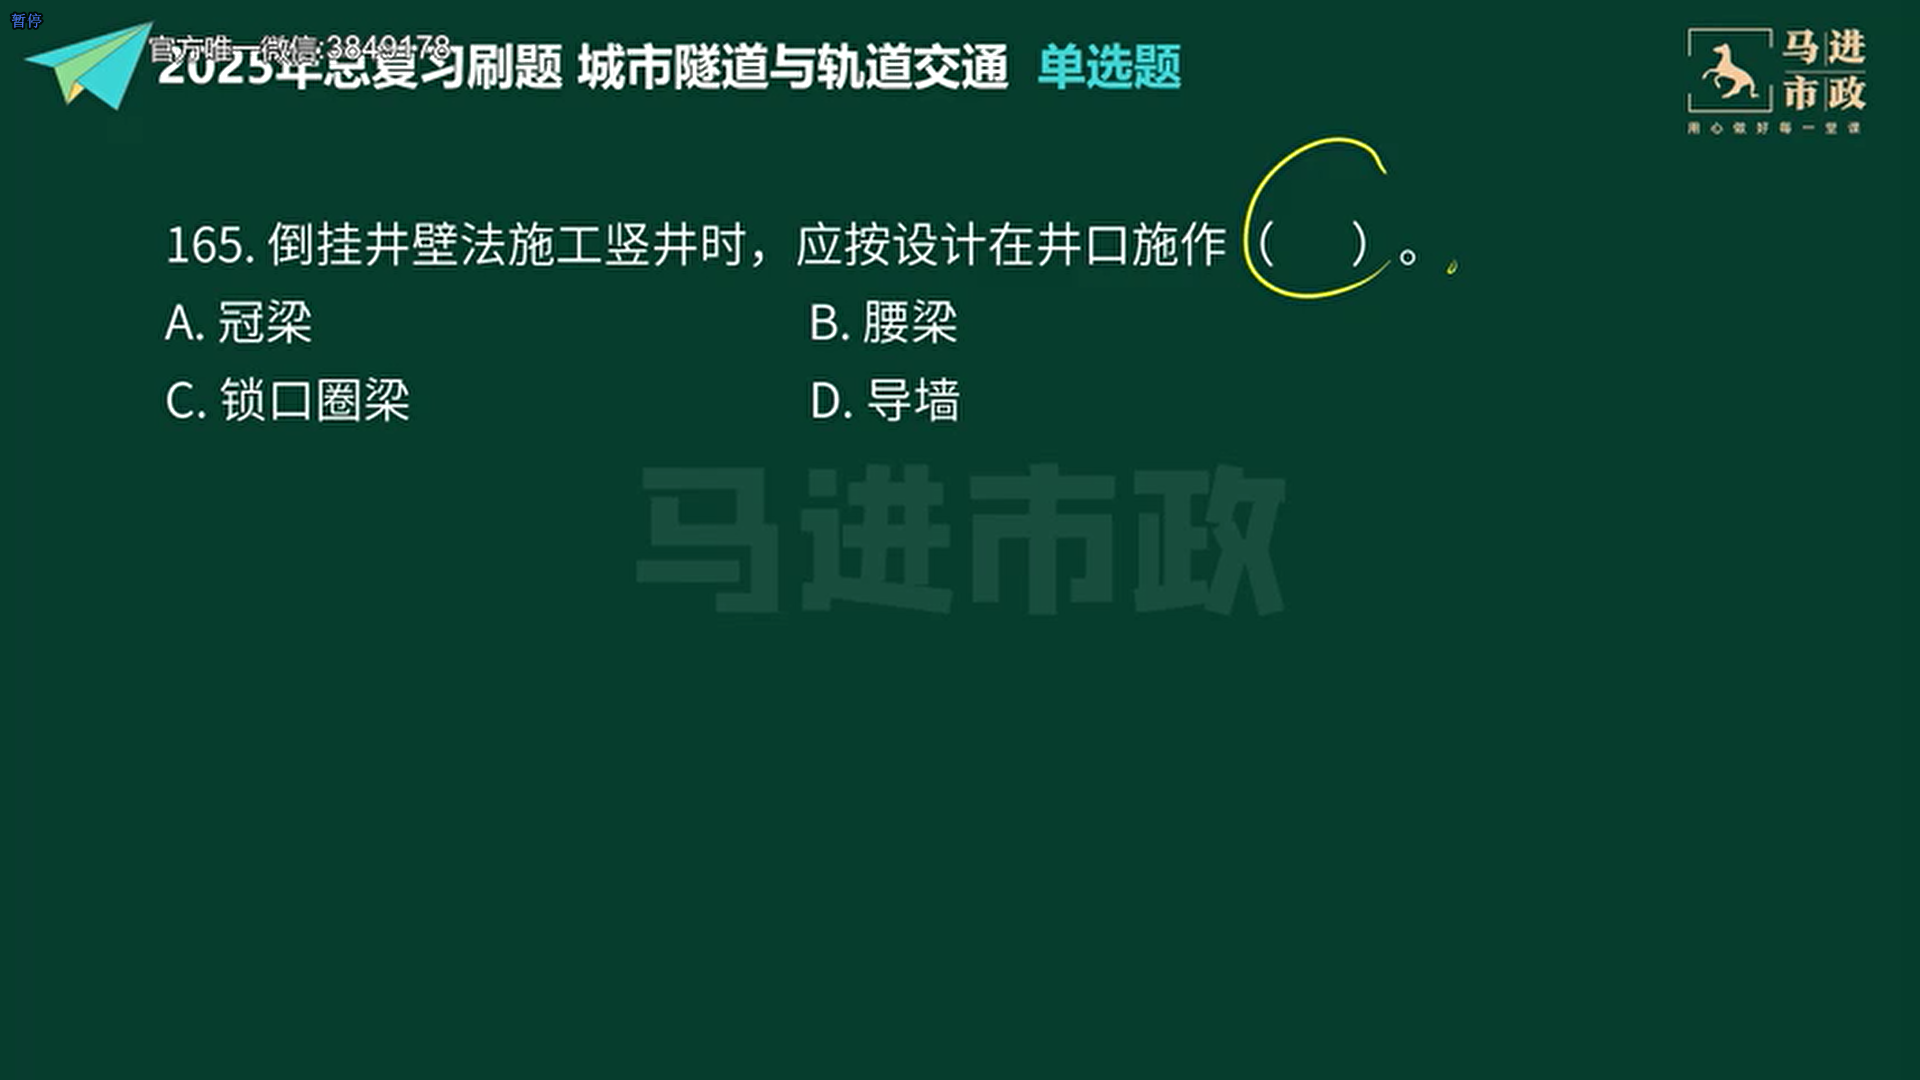 暂停
官方唯一微信:3849178
2025年总复习刷题 城市隧道与轨道交通 单选题
马进
市政
用心做好每一堂课
165. 倒挂井壁法施工竖井时，应按设计在井口施作（ ）。
A. 冠梁
B. 腰梁
C. 锁口圈梁
D. 导墙
马进市政